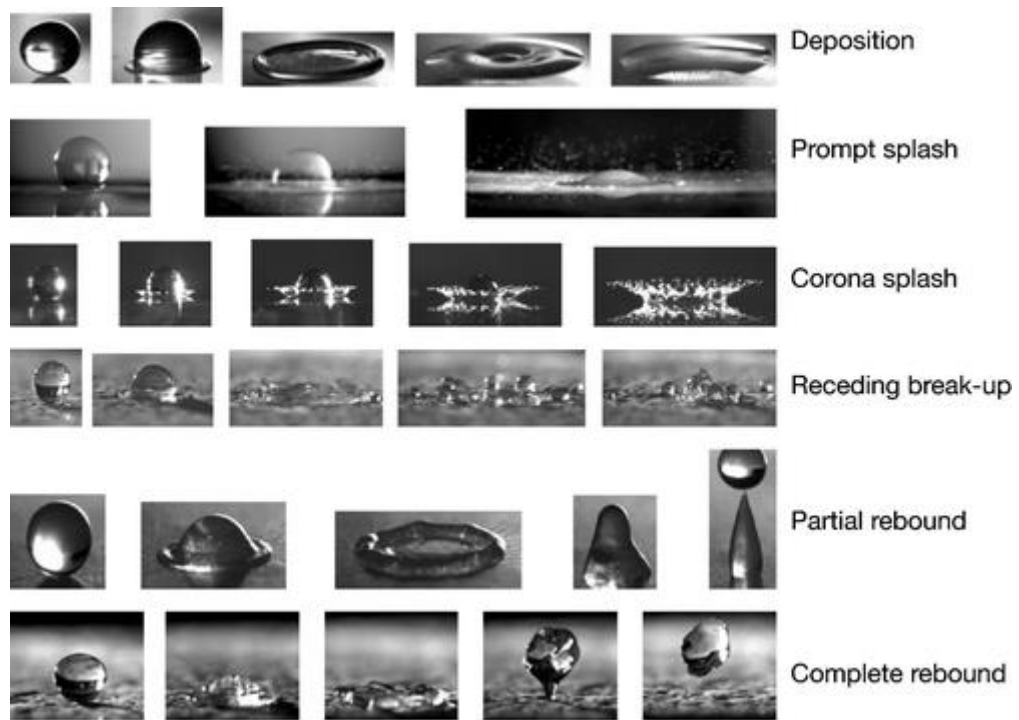 Deposition
Prompt splash
Corona splash
Receding break-up
Partial rebound
Complete rebound